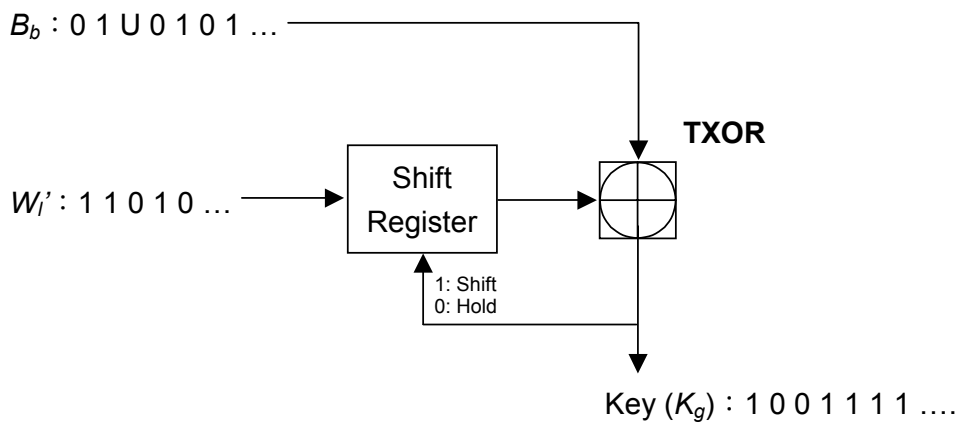 B_b : 0 1 U 0 1 0 1 …
TXOR
Shift
Register
W_l’ : 1 1 0 1 0 …
1: Shift
0: Hold
Key (K_g) : 1 0 0 1 1 1 1 ….